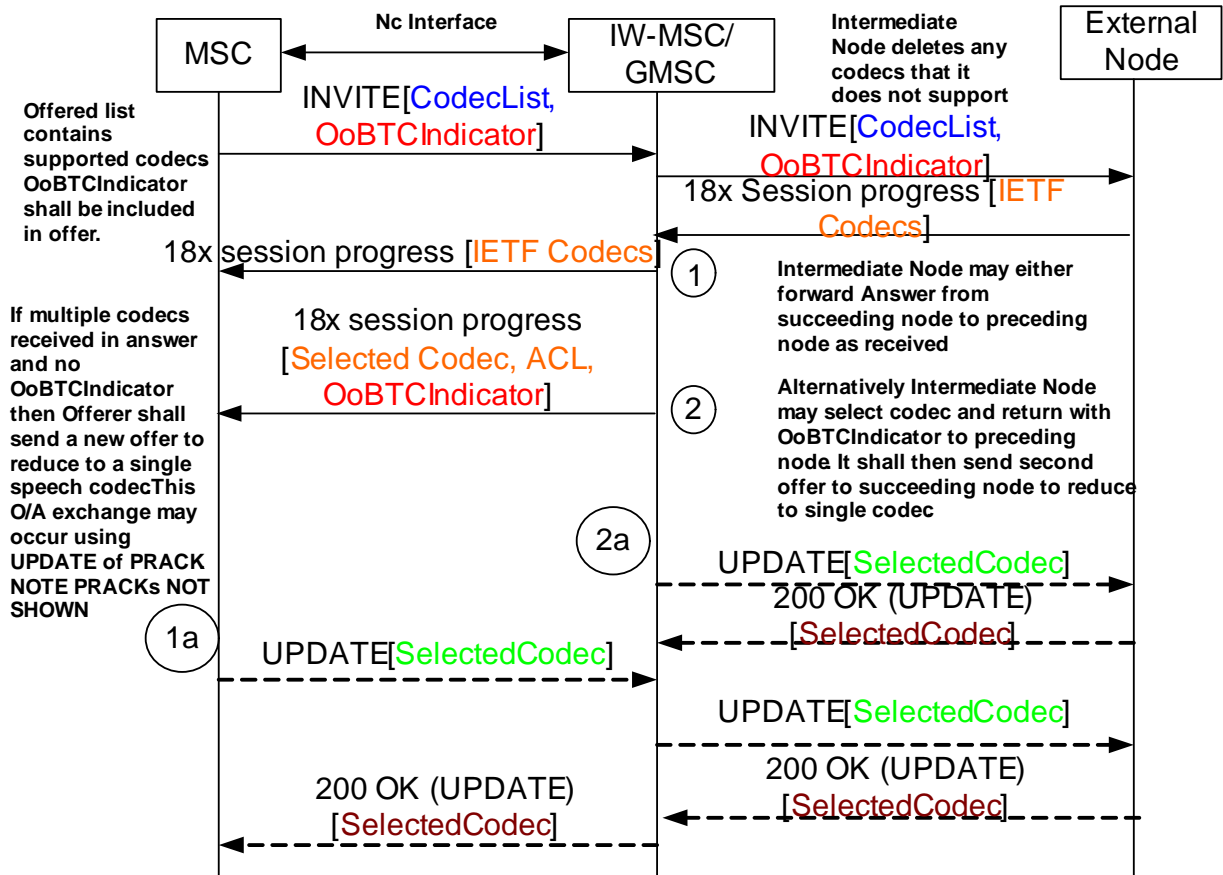 MSC
Nc Interface
IW-MSC/
GMSC
Intermediate
Node deletes any
codecs that it
does not support
External
Node
Offered list
contains
supported codecs
OoBTCIndicator
shall be included
in offer.
INVITE[CodecList,
OoBTCIndicator]
INVITE[CodecList,
OoBTCIndicator]
18x Session progress [IETF
Codecs]
18x session progress [IETF Codecs]
1
Intermediate Node may either
forward Answer from
succeeding node to preceding
node as received
If multiple codecs
received in answer
and no
OoBTCIndicator
then Offerer shall
send a new offer to
reduce to a single
speech codec.This
O/A exchange may
occur using
UPDATE of PRACK
NOTE PRACKs NOT
SHOWN
18x session progress
[Selected Codec, ACL,
OoBTCIndicator]
2
Alternatively Intermediate Node
may select codec and return with
OoBTCIndicator to preceding
node. It shall then send second
offer to succeeding node to reduce
to single codec
2a
UPDATE[SelectedCodec]
200 OK (UPDATE)
[SelectedCodec]
1a
UPDATE[SelectedCodec]
UPDATE[SelectedCodec]
200 OK (UPDATE)
[SelectedCodec]
200 OK (UPDATE)
[SelectedCodec]